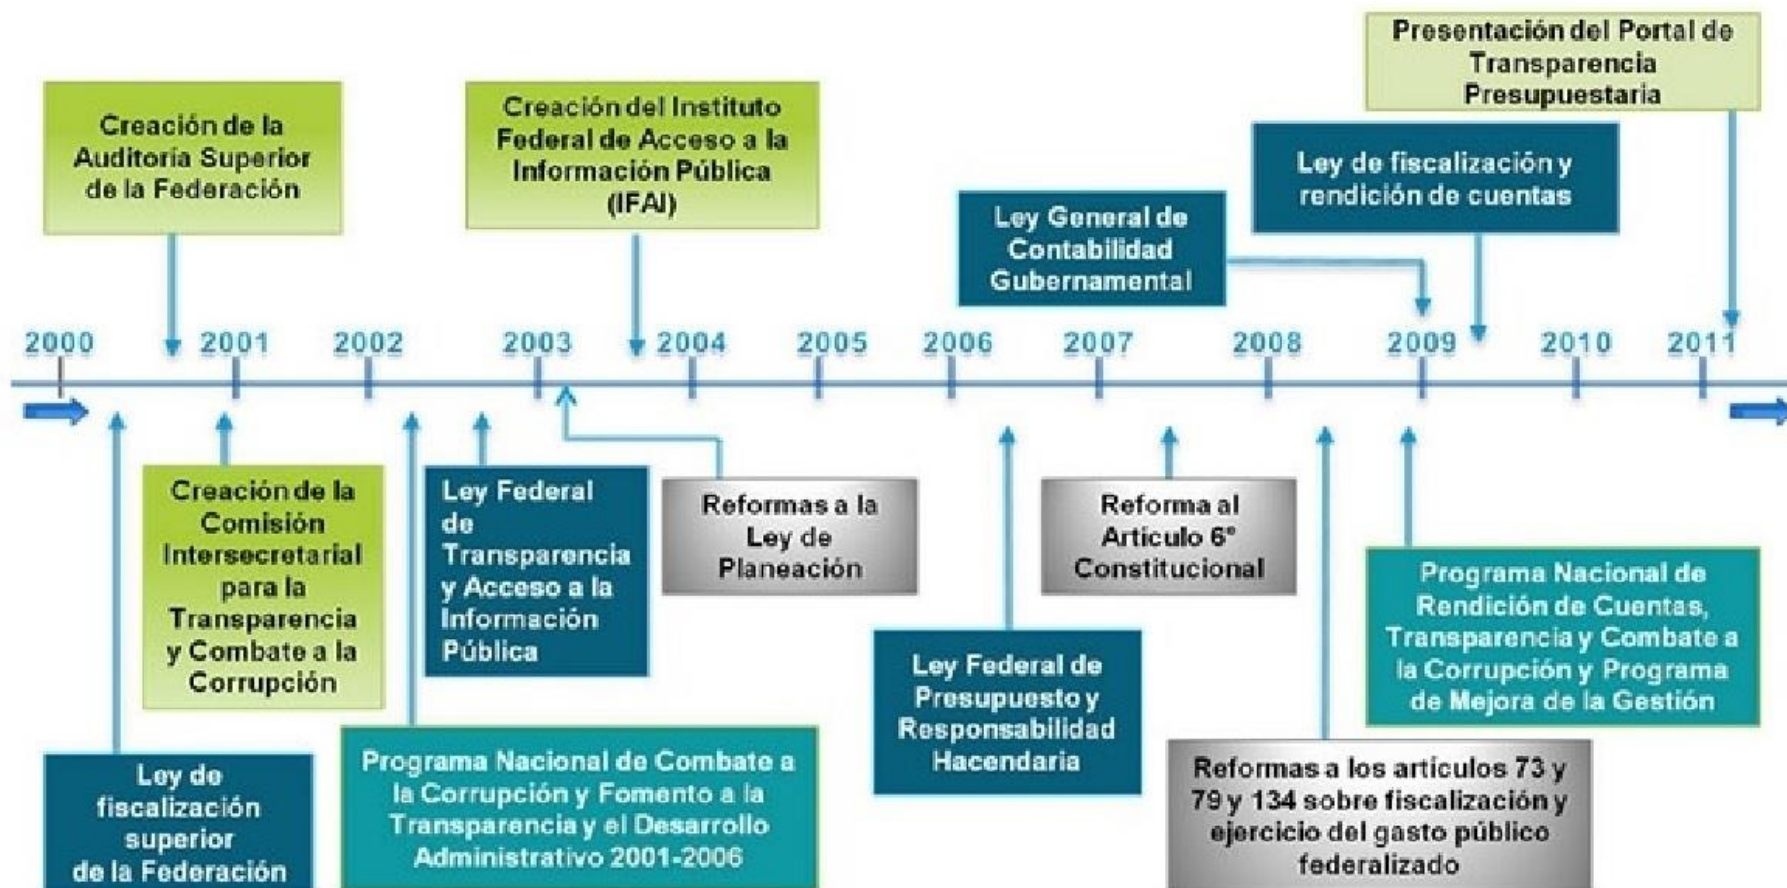 Presentación del Portal de
Transparencia
Presupuestaria
Creación de la
Auditoría Superior
de la Federación
Creación del Instituto
Federal de Acceso a la
Información Pública
(IFAI)
Ley de fiscalización y
rendición de cuentas
Ley General de
Contabilidad
Gubernamental
2000
2001
2002
2003
2004
2005
2006
2007
2008
2009
2010
2011
Creación de la
Comisión
Intersecretarial
para la
Transparencia
y Combate a la
Corrupción
Ley Federal
de
Transparencia
y Acceso a la
Información
Pública
Reformas a la
Ley de
Planeación
Reforma al
Artículo 6°
Constitucional
Programa Nacional de
Rendición de Cuentas,
Transparencia y Combate a
la Corrupción y Programa
de Mejora de la Gestión
Ley Federal de
Presupuesto y
Responsabilidad
Hacendaria
Ley de
fiscalización
superior
de la Federación
Programa Nacional de Combate a
la Corrupción y Fomento a la
Transparencia y el Desarrollo
Administrativo 2001-2006
Reformas a los artículos 73 y
79 y 134 sobre fiscalización y
ejercicio del gasto público
federalizado